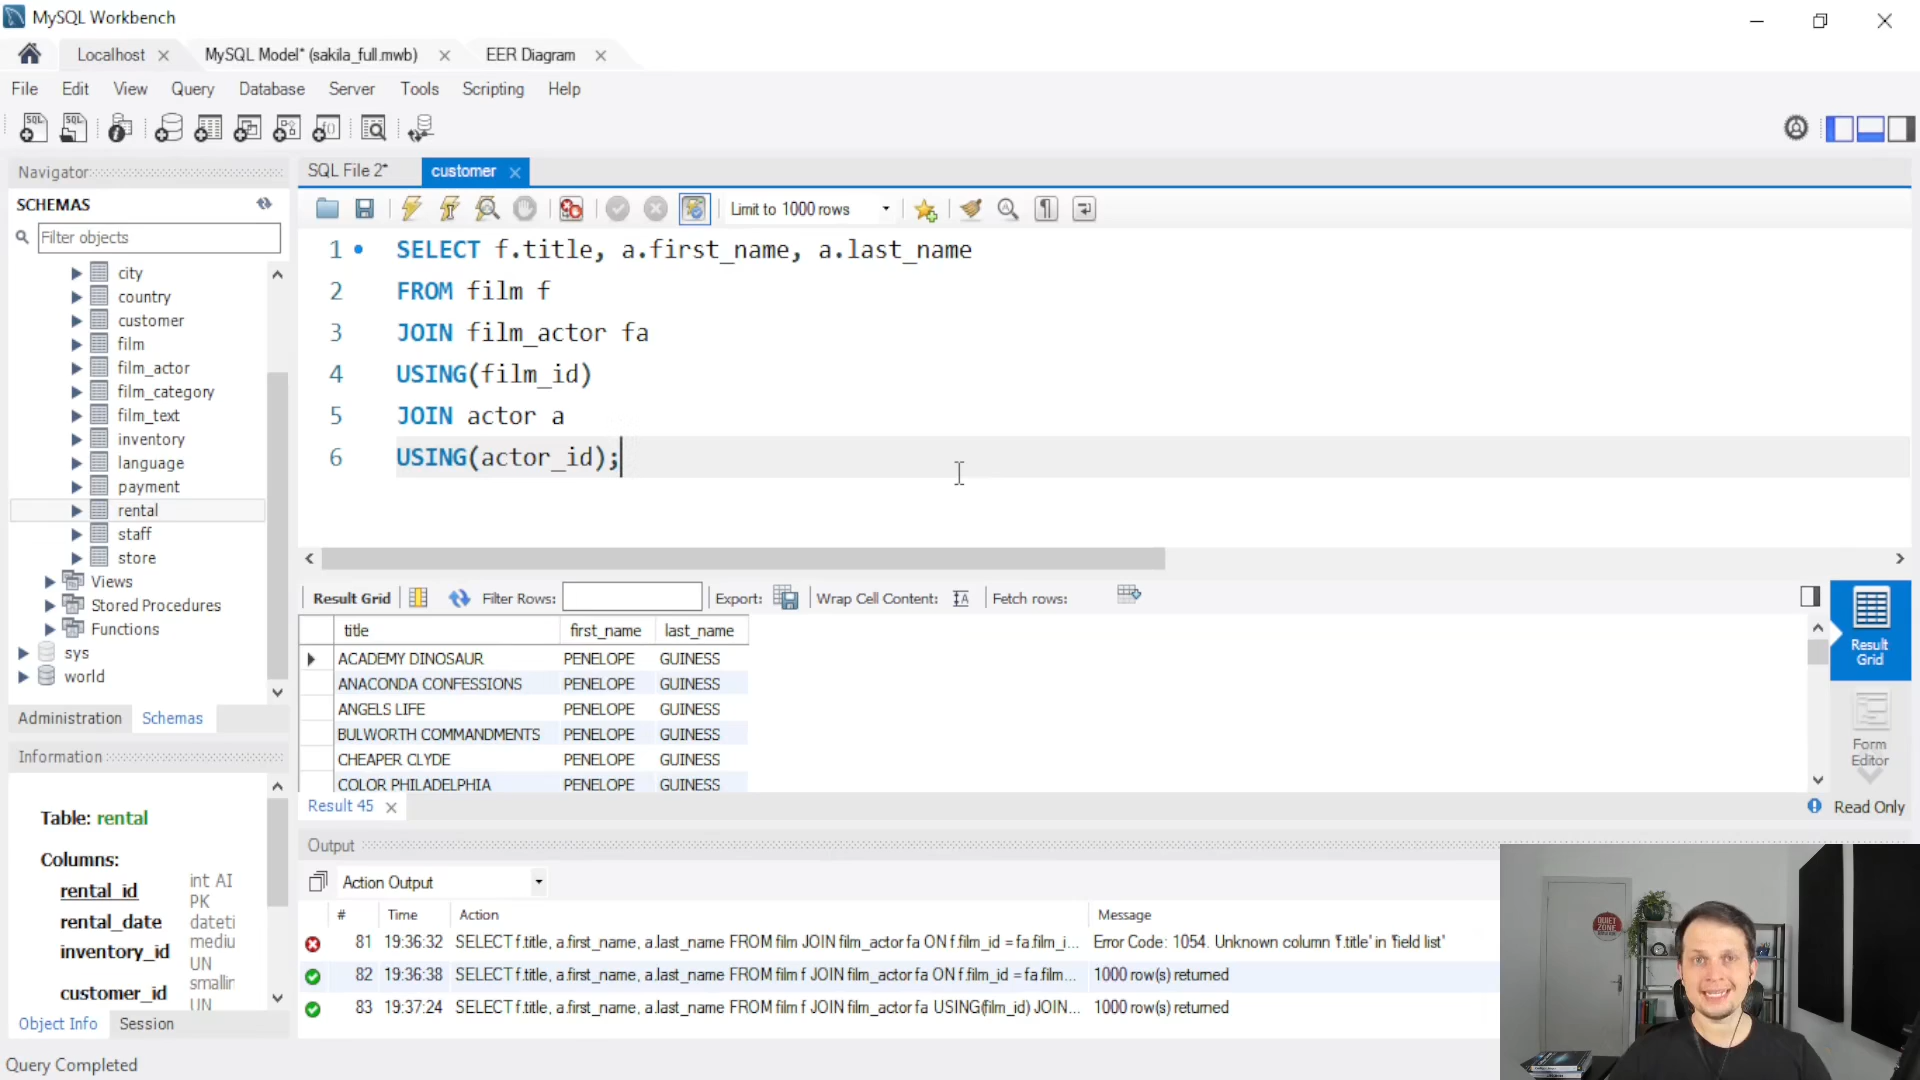 MySQL Workbench
Localhost
MySQL Model* (sakila_full.mwb)
EER Diagram
File Edit View Query Database Server Tools Scripting Help
Navigator
SCHEMAS
Filter objects
city
country
customer
film
film_actor
film_category
film_text
inventory
language
payment
rental
staff
store
Views
Stored Procedures
Functions
sys
world
Administration Schemas
Information
Table: rental
Columns:
rental_id int AI
PK
rental_date dateti
inventory_id mediu
UN
customer_id smallir
UN
Object Info Session
Query Completed
SQL File 2*
customer
Limit to 1000 rows
1 SELECT f.title, a.first_name, a.last_name
2 FROM film f
3 JOIN film_actor fa
4 USING(film_id)
5 JOIN actor a
6 USING(actor_id);
Result Grid Filter Rows: Export: Wrap Cell Content: Fetch rows:
title first_name last_name
ACADEMY DINOSAUR PENELOPE GUINESS
ANACONDA CONFESSIONS PENELOPE GUINESS
ANGELS LIFE PENELOPE GUINESS
BULWORTH COMMANDMENTS PENELOPE GUINESS
CHEAPER CLYDE PENELOPE GUINESS
COLOR PHILADELPHIA PENELOPE GUINESS
Result Grid
Form Editor
Result 45
Read Only
Output
Action Output
# Time Action Message
81 19:36:32 SELECT f.title, a.first_name, a.last_name FROM film JOIN film_actor fa ON f.film_id = fa.film_i... Error Code: 1054. Unknown column 'f.title' in 'field list'
82 19:36:38 SELECT f.title, a.first_name, a.last_name FROM film f JOIN film_actor fa ON f.film_id = fa.film... 1000 row(s) returned
83 19:37:24 SELECT f.title, a.first_name, a.last_name FROM film f JOIN film_actor fa USING(film_id) JOIN... 1000 row(s) returned
QUIET
ZONE